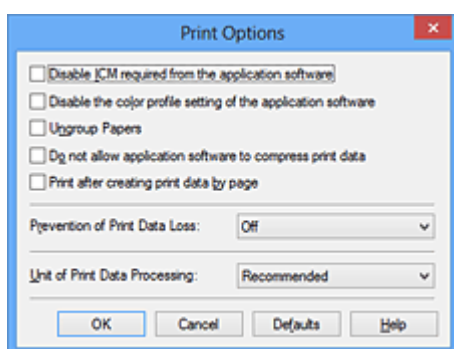 Print Options
Disable ICM required from the application software
Disable the color profile setting of the application software
Ungroup Papers
Do not allow application software to compress print data
Print after creating print data by page
Prevention of Print Data Loss: Off
Unit of Print Data Processing: Recommended
OK Cancel Defaults Help